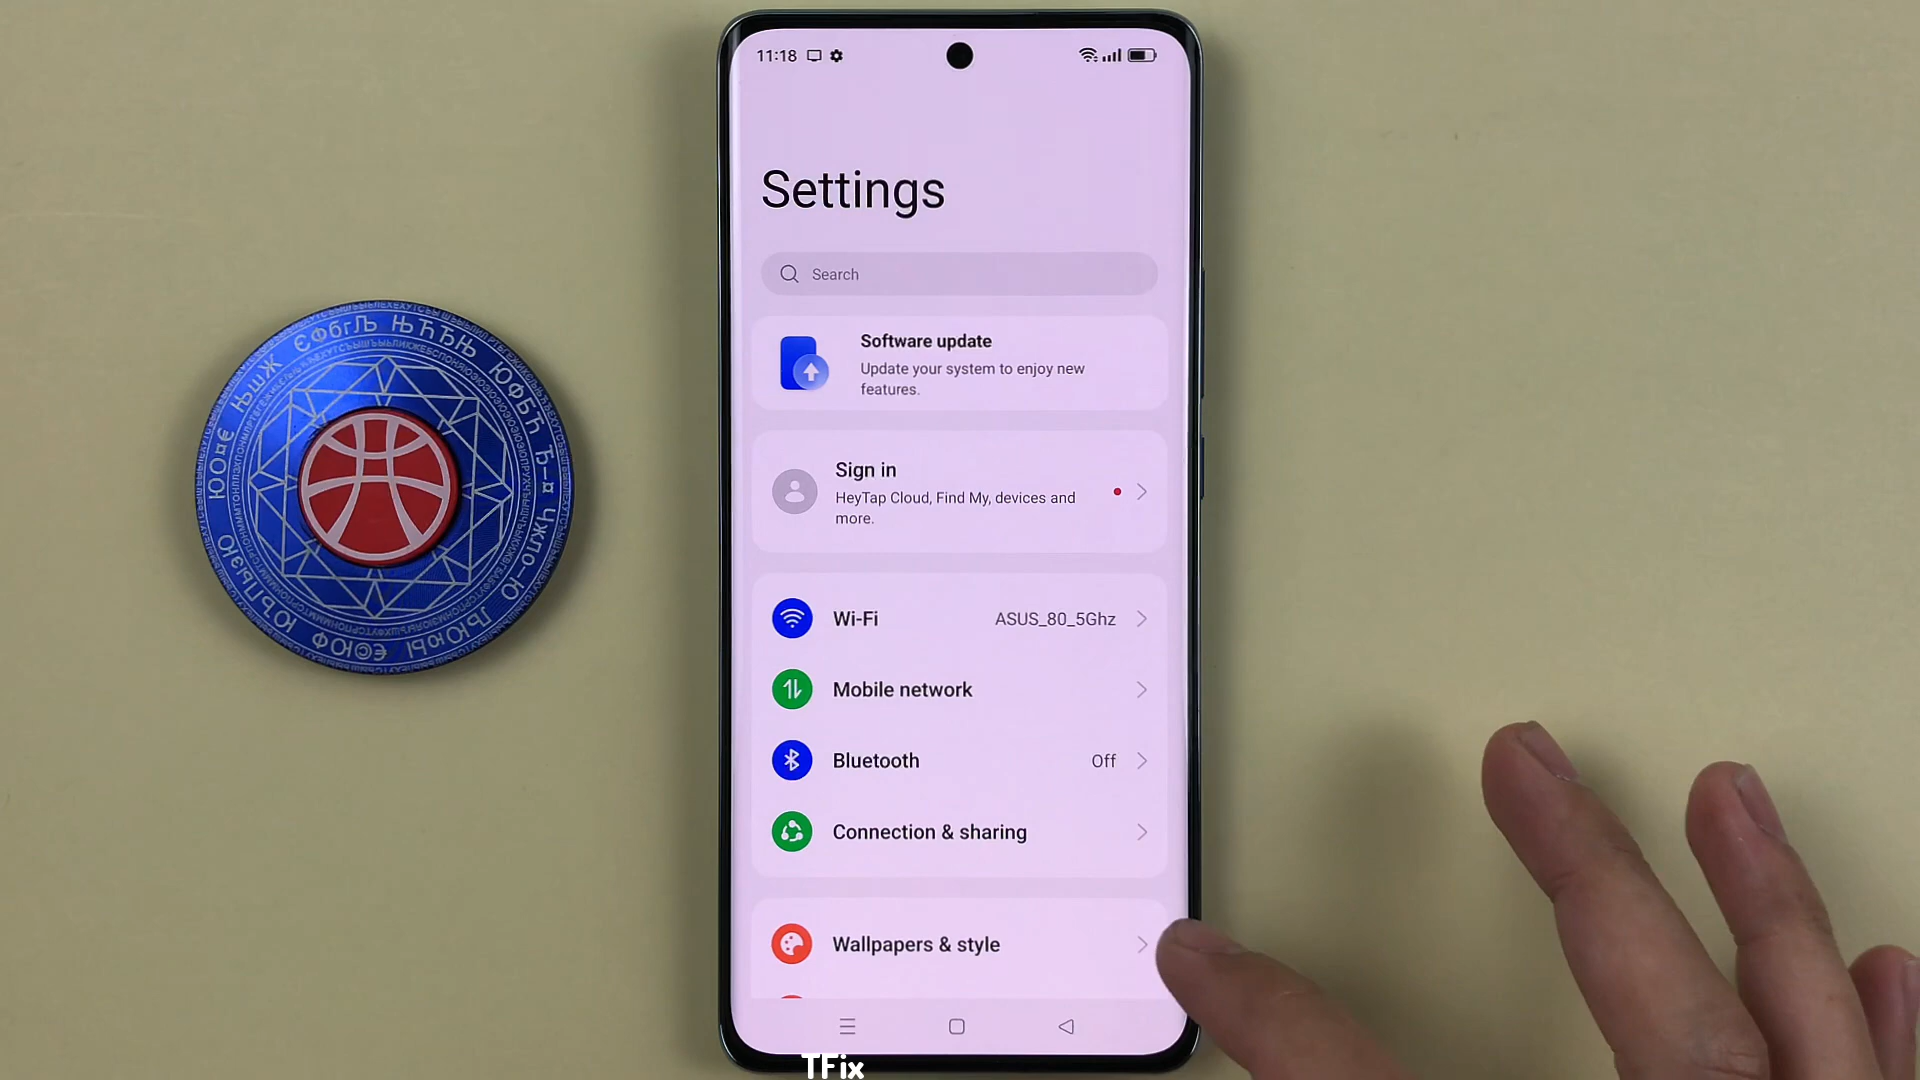 11:18
Settings
Search
Software update
Update your system to enjoy new
features.
Sign in
HeyTap Cloud, Find My, devices and
more.
Wi-Fi
ASUS_80_5Ghz
Mobile network
Bluetooth
Off
Connection & sharing
Wallpapers & style
TFix